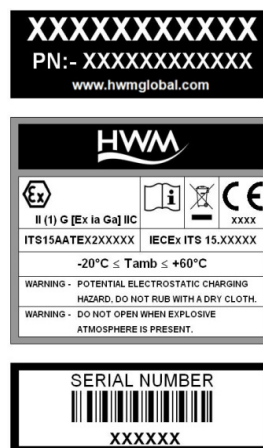 XXXXXXXXXXX
PN:- XXXXXXXXXXXXX
www.hwmglobal.com
HWM
Ex
i
CE
II (1) G [Ex ia Ga] IIC
xxxx
ITS15AATEX2XXXXX
IECEx ITS 15.XXXXX
-20°C ≤ Tamb ≤ +60°C
WARNING - POTENTIAL ELECTROSTATIC CHARGING
HAZARD, DO NOT RUB WITH A DRY CLOTH.
WARNING - DO NOT OPEN WHEN EXPLOSIVE
ATMOSPHERE IS PRESENT.
SERIAL NUMBER
XXXXXX